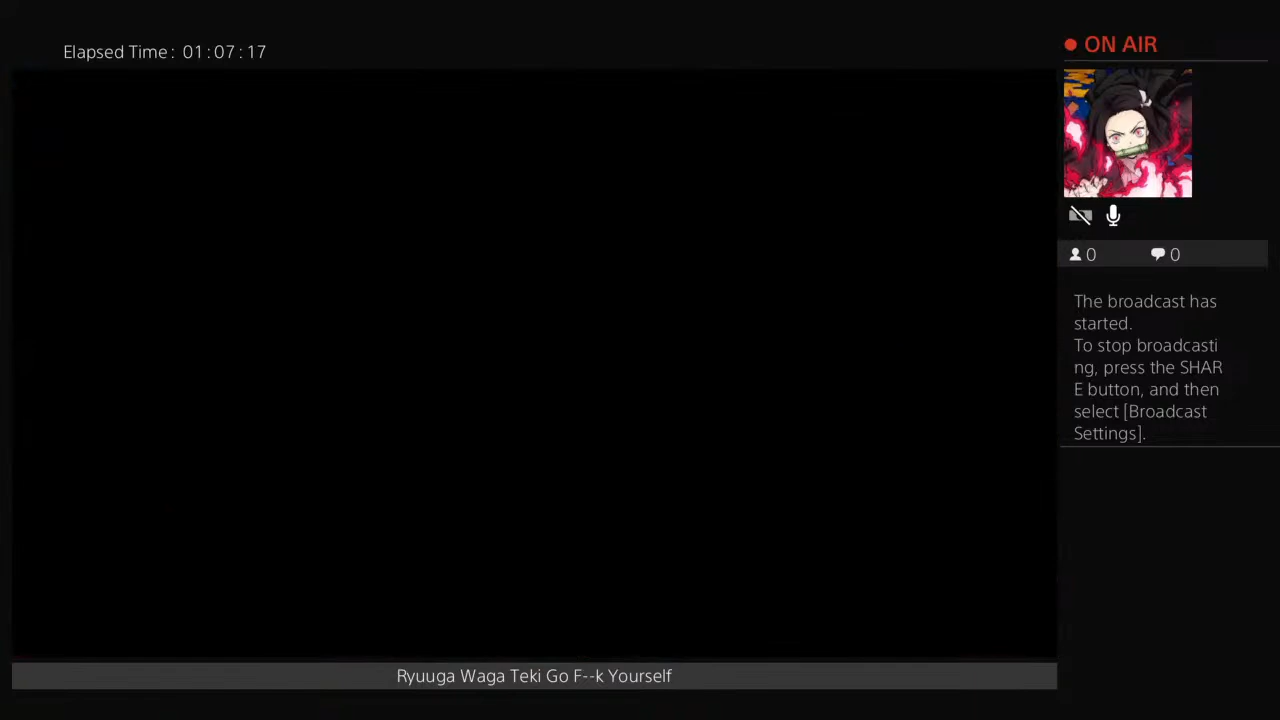 Elapsed Time: 01:07:17
ON AIR
0
0
The broadcast has
started.
To stop broadcasti
ng, press the SHAR
E button, and then
select [Broadcast
Settings].
Ryuuga Waga Teki Go F--k Yourself